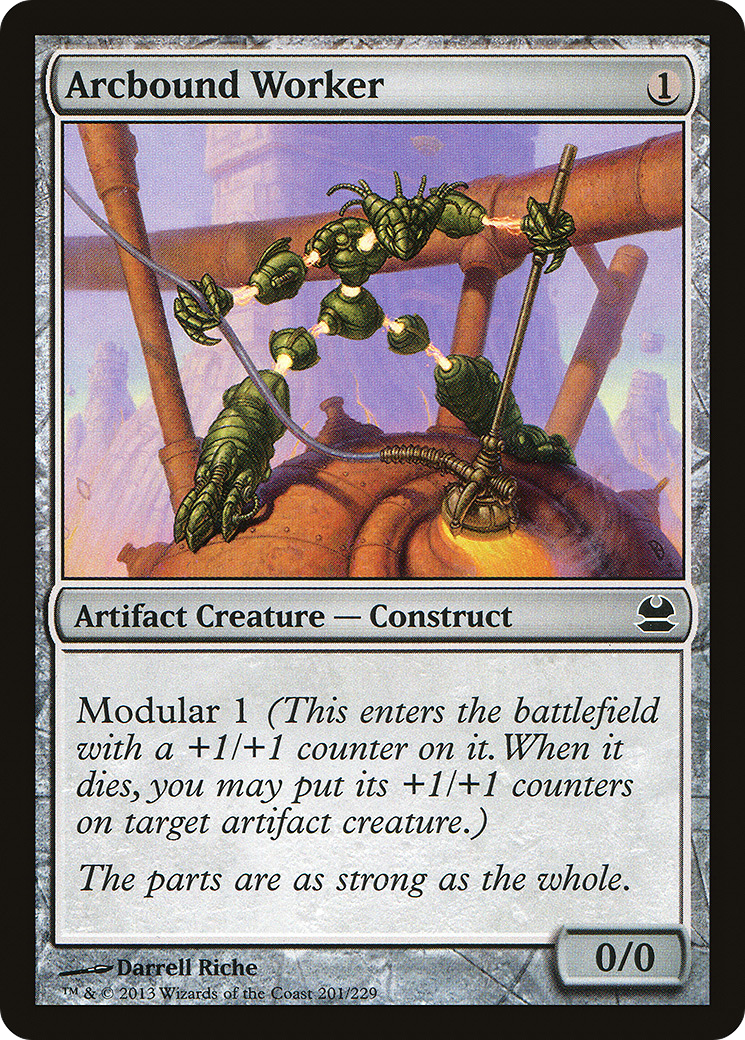 Arcbound Worker 1
Artifact Creature — Construct
Modular 1 (This enters the battlefield
with a +1/+1 counter on it. When it
dies, you may put its +1/+1 counters
on target artifact creature.)
The parts are as strong as the whole.
0/0
Darrell Riche
™ & © 2013 Wizards of the Coast 201/229